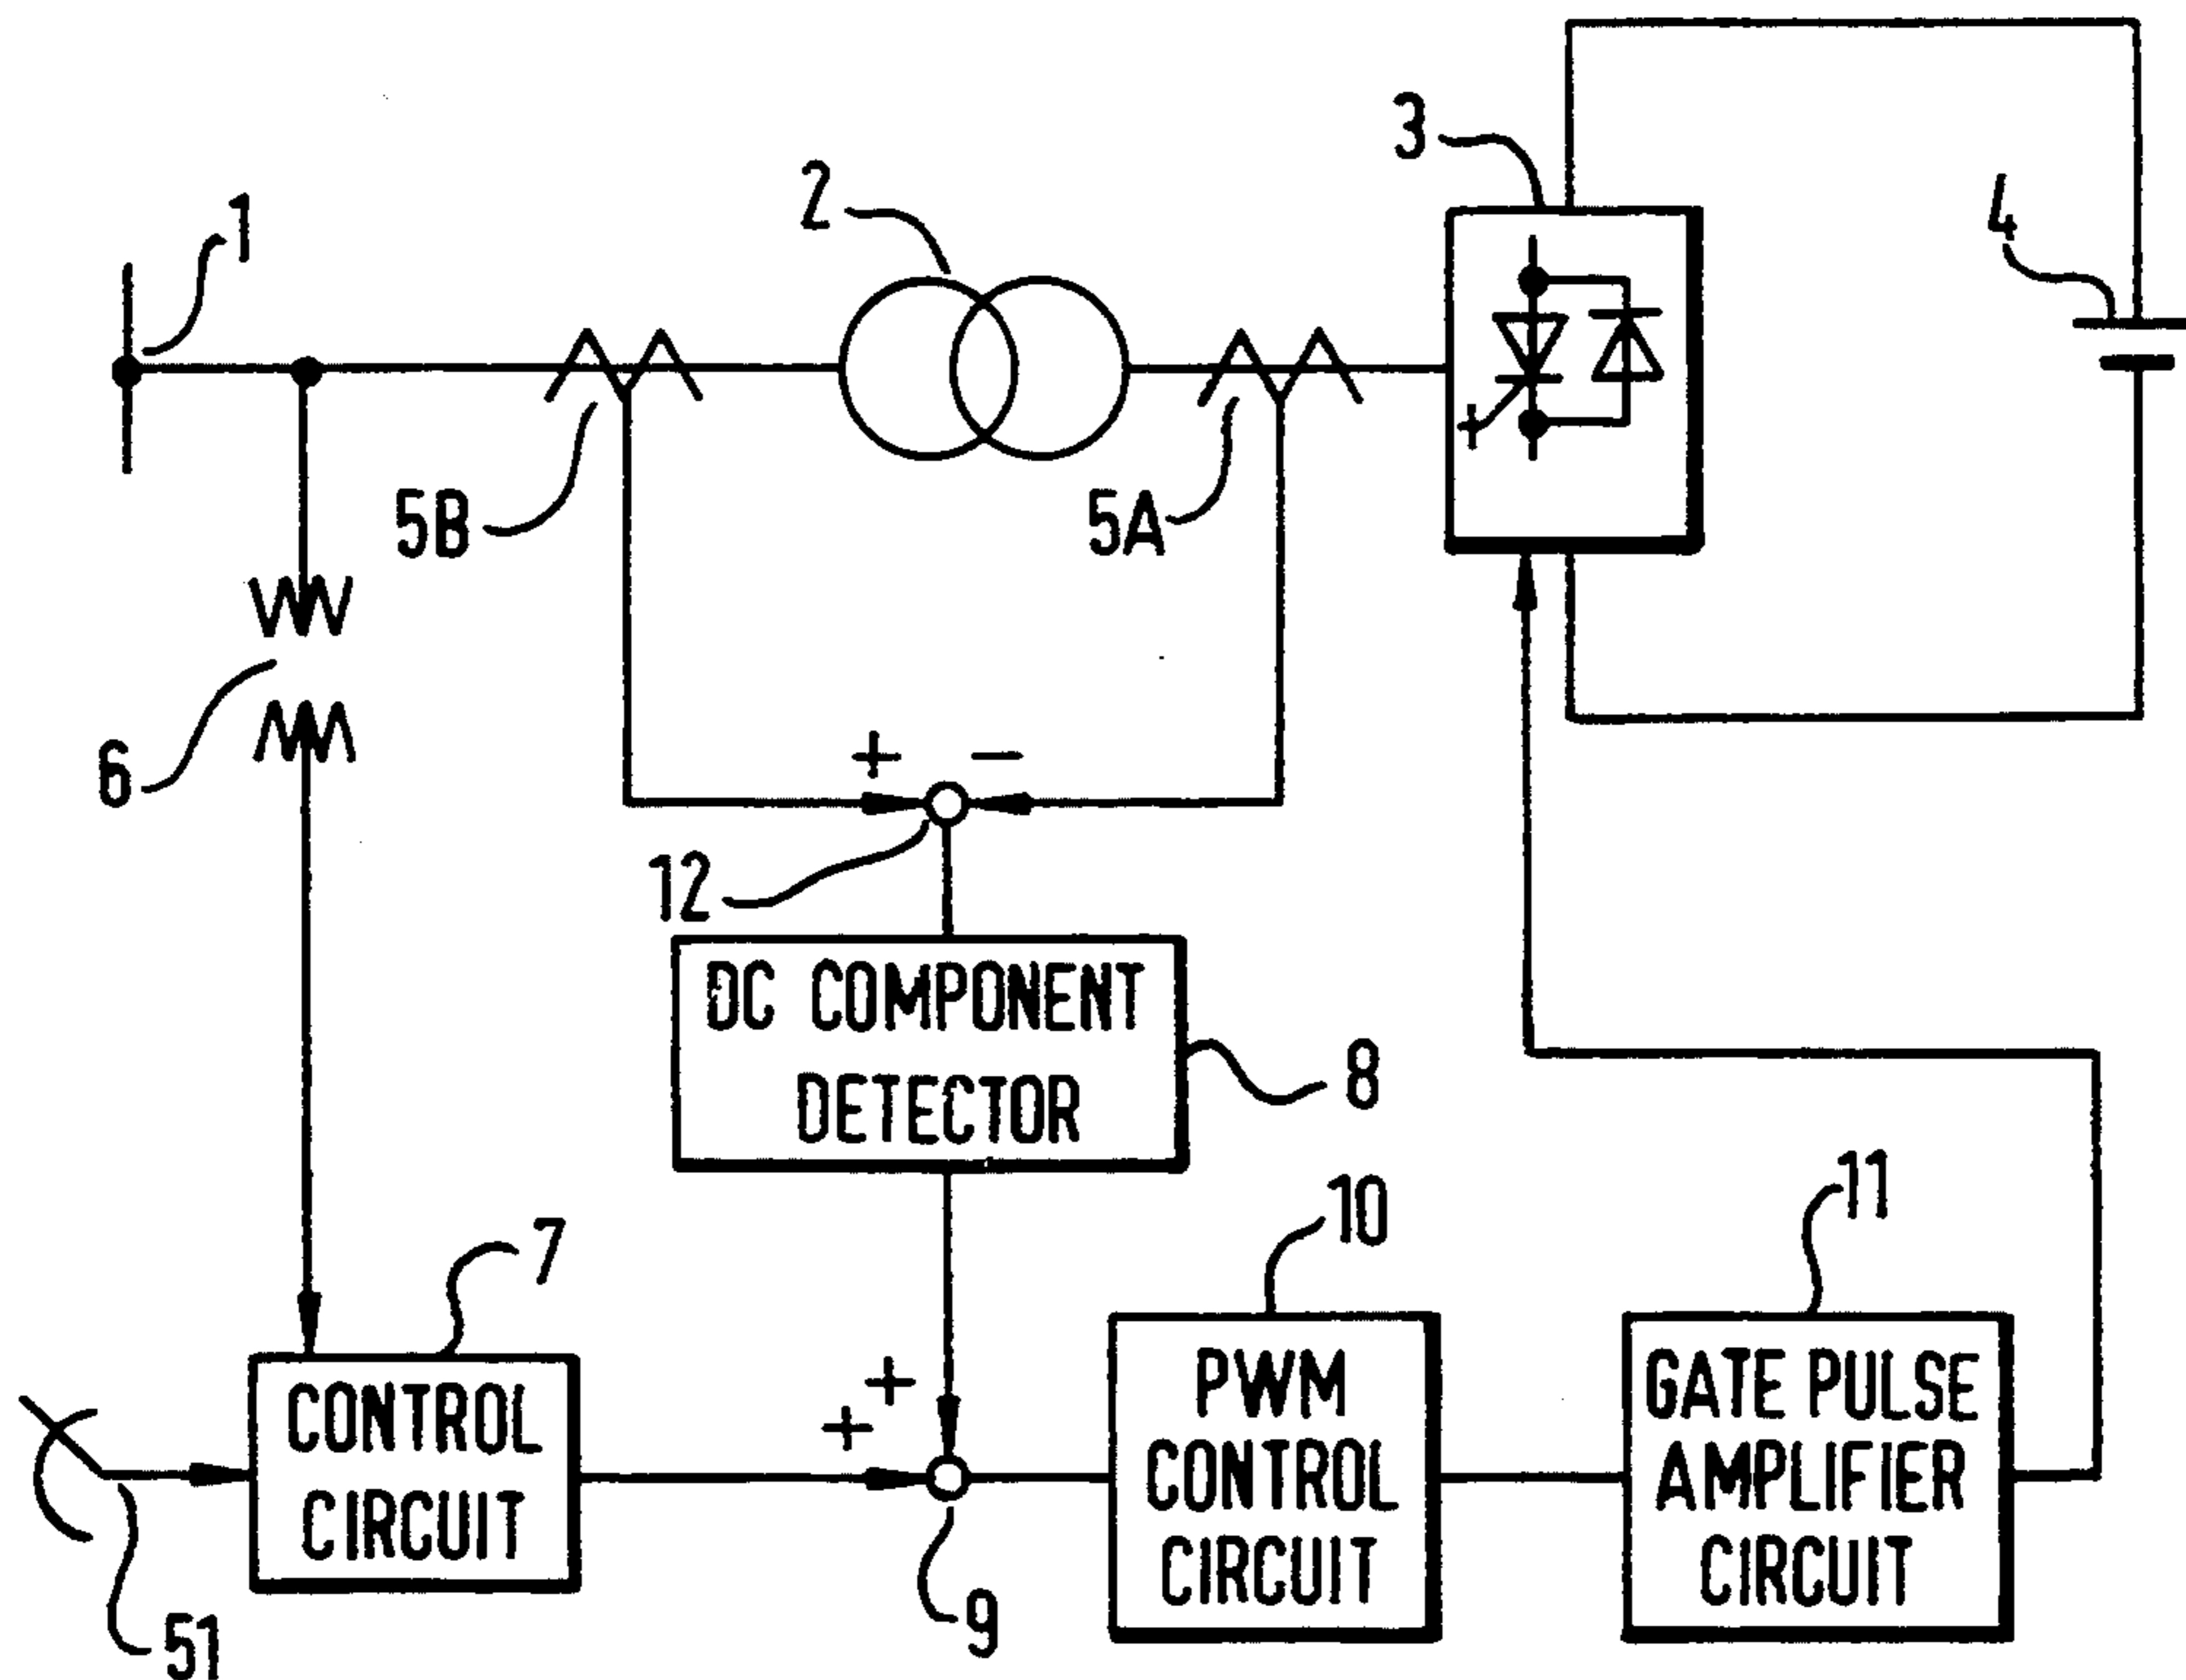 1
2
3
4
5B
5A
6
+ −
12
DC COMPONENT
DETECTOR
8
7
10
11
CONTROL
CIRCUIT
+
+
PWM
CONTROL
CIRCUIT
GATE PULSE
AMPLIFIER
CIRCUIT
9
51